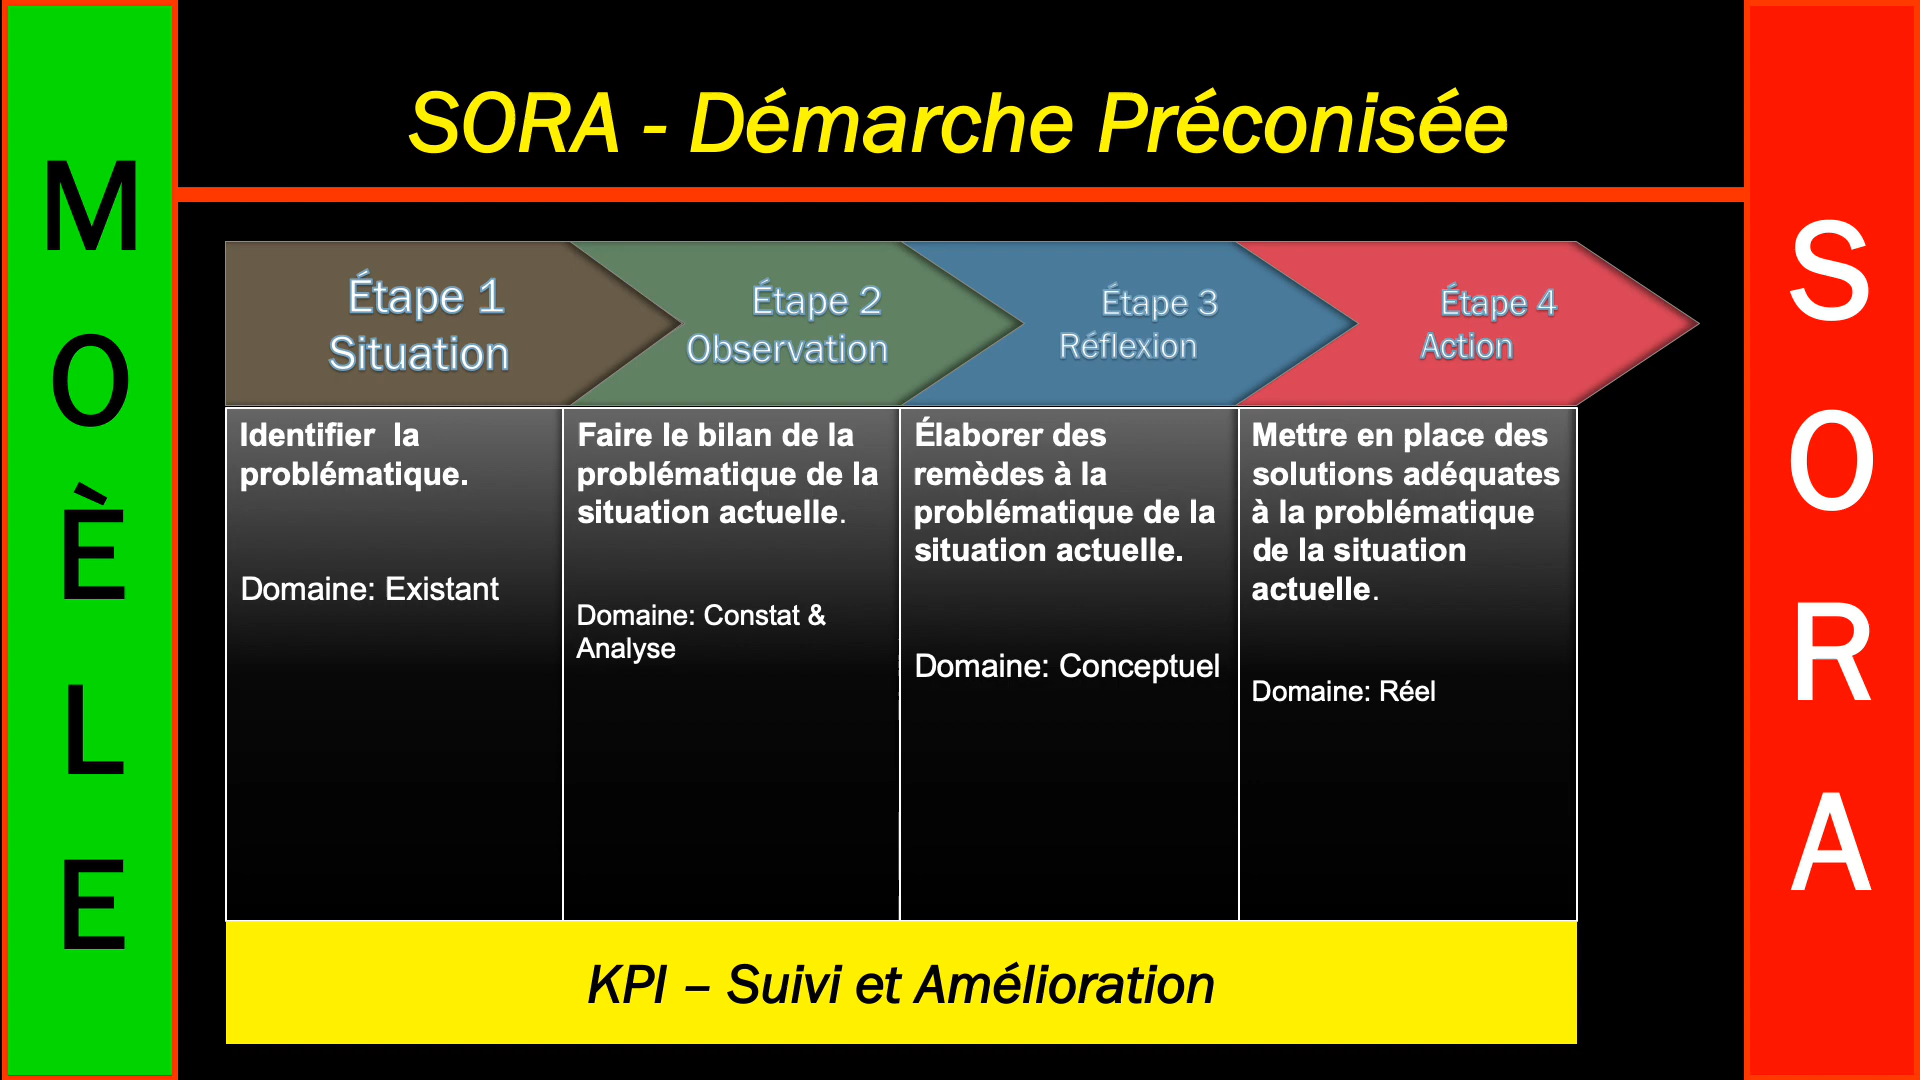 M
O
È
L
E
SORA - Démarche Préconisée
Étape 1
Situation
Étape 2
Observation
Étape 3
Réflexion
Étape 4
Action
Identifier  la
problématique.
Domaine: Existant
Faire le bilan de la
problématique de la
situation actuelle.
Domaine: Constat &
Analyse
Élaborer des
remèdes à la
problématique de la
situation actuelle.
Domaine: Conceptuel
Mettre en place des
solutions adéquates
à la problématique
de la situation
actuelle.
Domaine: Réel
KPI – Suivi et Amélioration
S
O
R
A